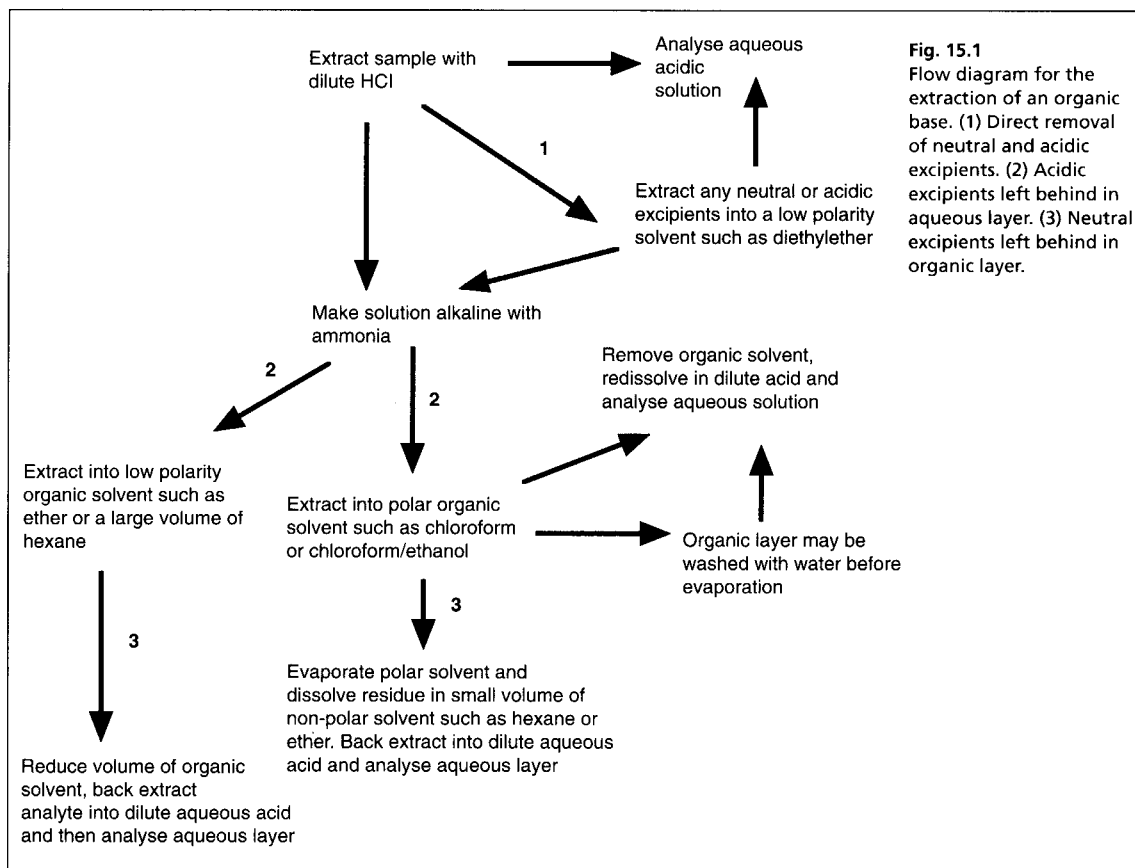 Extract sample with
dilute HCl
Analyse aqueous
acidic
solution
Fig. 15.1
Flow diagram for the
extraction of an organic
base. (1) Direct removal
of neutral and acidic
excipients. (2) Acidic
excipients left behind in
aqueous layer. (3) Neutral
excipients left behind in
organic layer.
1
Extract any neutral or acidic
excipients into a low polarity
solvent such as diethylether
Make solution alkaline with
ammonia
2
2
Remove organic solvent,
redissolve in dilute acid and
analyse aqueous solution
Extract into low polarity
organic solvent such as
ether or a large volume of
hexane
Extract into polar organic
solvent such as chloroform
or chloroform/ethanol
Organic layer may be
washed with water before
evaporation
3
3
Evaporate polar solvent and
dissolve residue in small volume of
non-polar solvent such as hexane or
ether. Back extract into dilute aqueous
acid and analyse aqueous layer
Reduce volume of organic
solvent, back extract
analyte into dilute aqueous acid
and then analyse aqueous layer